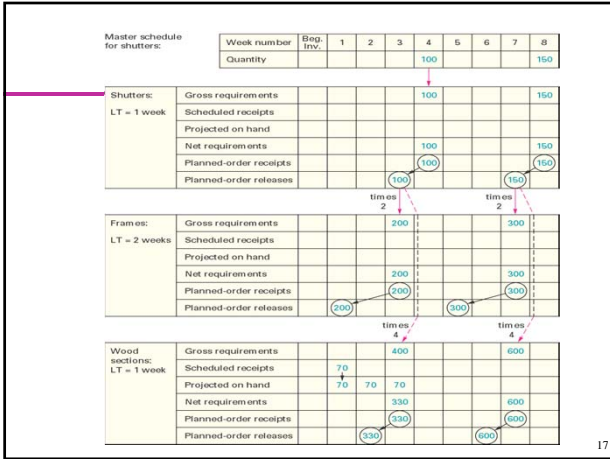 Master schedule for shutters:
Week number Beg. Inv. 1 2 3 4 5 6 7 8
Quantity 100 150
Shutters: LT = 1 week
Gross requirements 100 150
Scheduled receipts
Projected on hand
Net requirements 100 150
Planned-order receipts 100 150
Planned-order releases 100 150
times 2 times 2
Frames: LT = 2 weeks
Gross requirements 200 300
Scheduled receipts
Projected on hand
Net requirements 200 300
Planned-order receipts 200 300
Planned-order releases 200 300
times 4 times 4
Wood sections: LT = 1 week
Gross requirements 400 600
Scheduled receipts 70
Projected on hand 70 70 70
Net requirements 330 600
Planned-order receipts 330 600
Planned-order releases 330 600
17